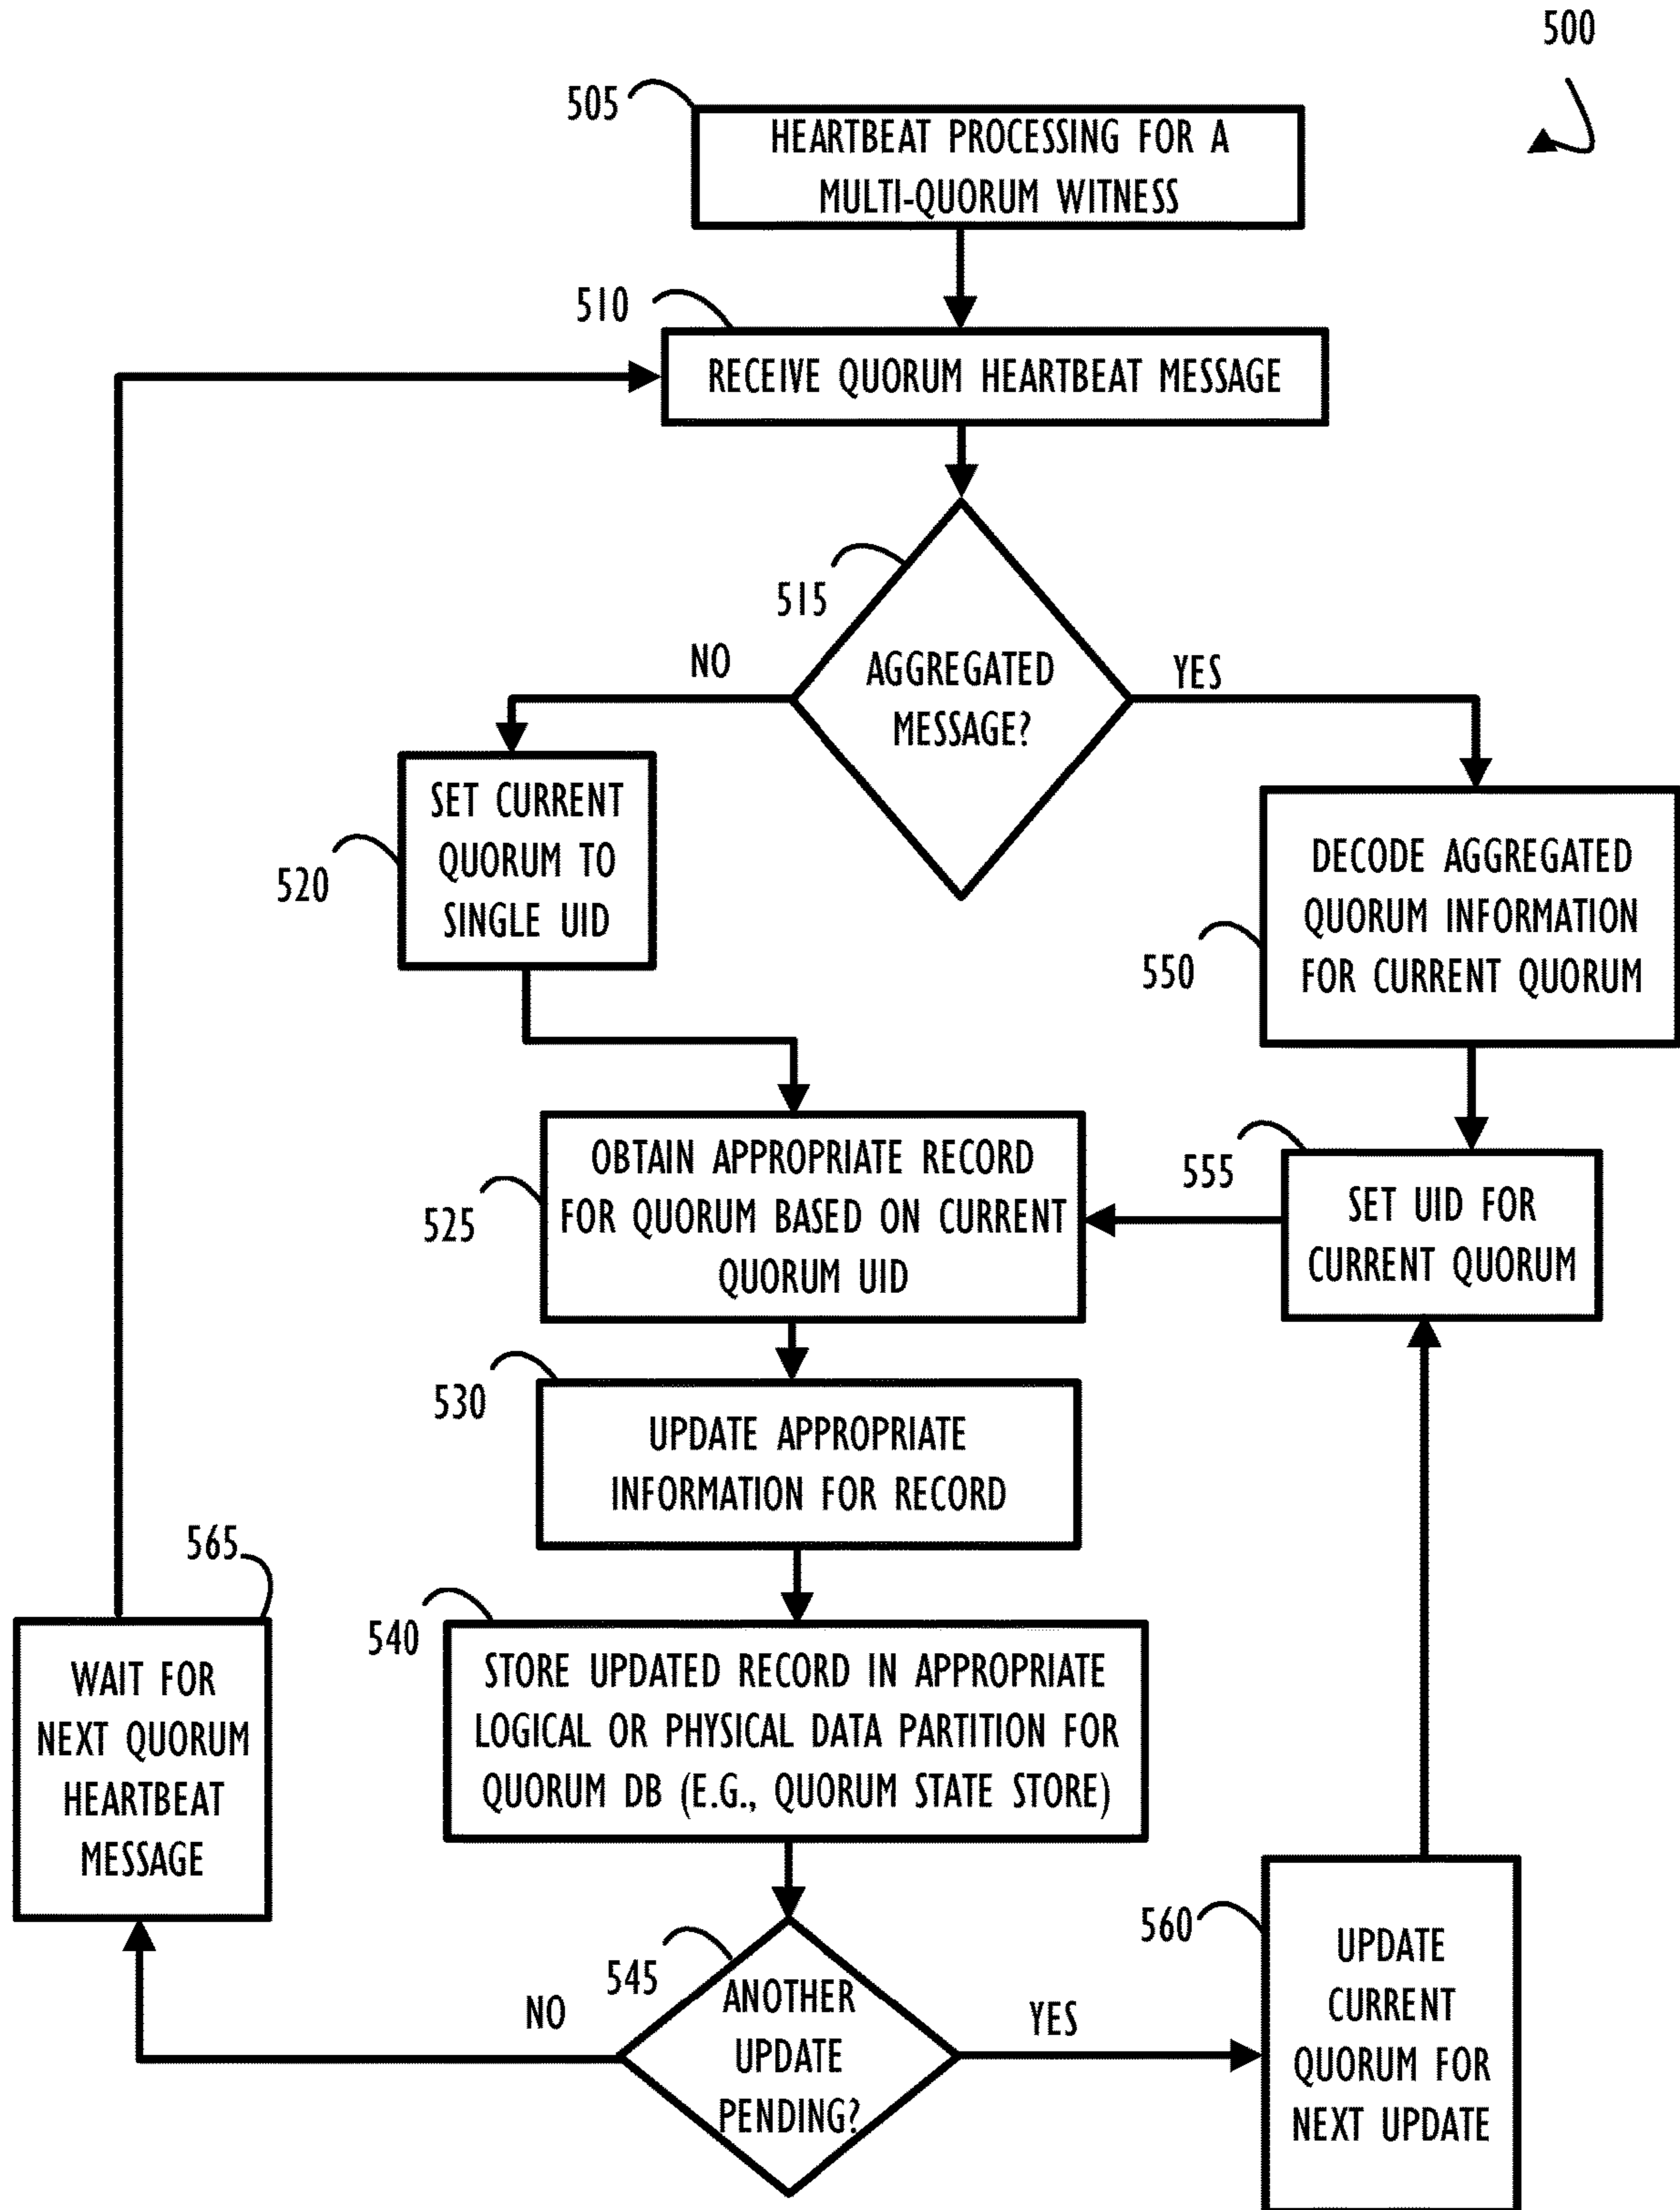 500
505
HEARTBEAT PROCESSING FOR A
MULTI-QUORUM WITNESS
510
RECEIVE QUORUM HEARTBEAT MESSAGE
515
AGGREGATED
MESSAGE?
NO
YES
520
SET CURRENT
QUORUM TO
SINGLE UID
550
DECODE AGGREGATED
QUORUM INFORMATION
FOR CURRENT QUORUM
525
OBTAIN APPROPRIATE RECORD
FOR QUORUM BASED ON CURRENT
QUORUM UID
555
SET UID FOR
CURRENT QUORUM
530
UPDATE APPROPRIATE
INFORMATION FOR RECORD
565
WAIT FOR
NEXT QUORUM
HEARTBEAT
MESSAGE
540
STORE UPDATED RECORD IN APPROPRIATE
LOGICAL OR PHYSICAL DATA PARTITION FOR
QUORUM DB (E.G., QUORUM STATE STORE)
545
ANOTHER
UPDATE
PENDING?
NO
YES
560
UPDATE
CURRENT
QUORUM FOR
NEXT UPDATE